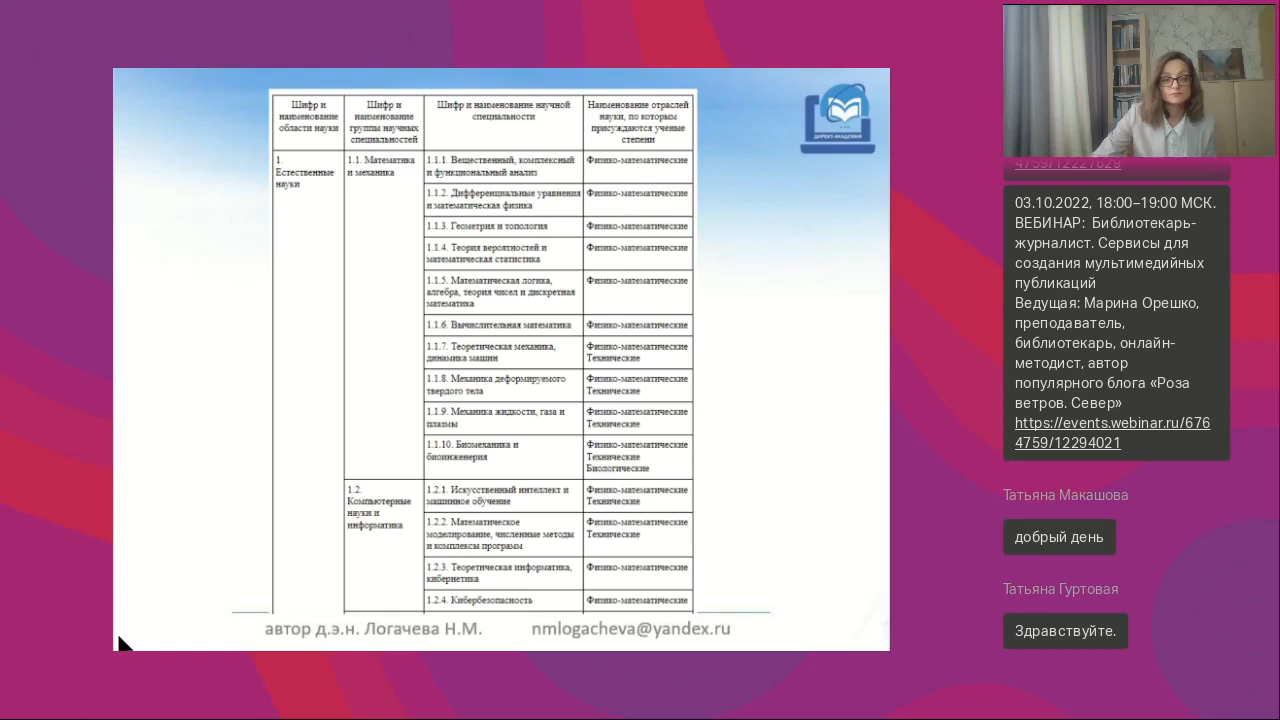 Шифр и
наименование
области науки
Шифр и
наименование
группы научных
специальностей
Шифр и наименование научной
специальности
Наименование отраслей
науки, по которым
присуждаются ученые
степени
1.
Естественные
науки
1.1. Математика
и механика
1.1.1. Вещественный, комплексный
и функциональный анализ
Физико-математические
1.1.2. Дифференциальные уравнения
и математическая физика
Физико-математические
1.1.3. Геометрия и топология
Физико-математические
1.1.4. Теория вероятностей и
математическая статистика
Физико-математические
1.1.5. Математическая логика,
алгебра, теория чисел и дискретная
математика
Физико-математические
1.1.6. Вычислительная математика
Физико-математические
1.1.7. Теоретическая механика,
динамика машин
Физико-математические
Технические
1.1.8. Механика деформируемого
твердого тела
Физико-математические
Технические
1.1.9. Механика жидкости, газа и
плазмы
Физико-математические
Технические
1.1.10. Биомеханика и
биоинженерия
Физико-математические
Технические
Биологические
1.2.
Компьютерные
науки и
информатика
1.2.1. Искусственный интеллект и
машинное обучение
Физико-математические
Технические
1.2.2. Математическое
моделирование, численные методы
и комплексы программ
Физико-математические
Технические
1.2.3. Теоретическая информатика,
кибернетика
Физико-математические
1.2.4. Кибербезопасность
Физико-математические
ДИРЕКТ-АКАДЕМИЯ
автор д.э.н. Логачева Н.М. nmlogacheva@yandex.ru
4759/12227629
03.10.2022, 18:00–19:00 МСК.
ВЕБИНАР: Библиотекарь-
журналист. Сервисы для
создания мультимедийных
публикаций
Ведущая: Марина Орешко,
преподаватель,
библиотекарь, онлайн-
методист, автор
популярного блога «Роза
ветров. Север»
https://events.webinar.ru/676
4759/12294021
Татьяна Макашова
добрый день
Татьяна Гуртовая
Здравствуйте.